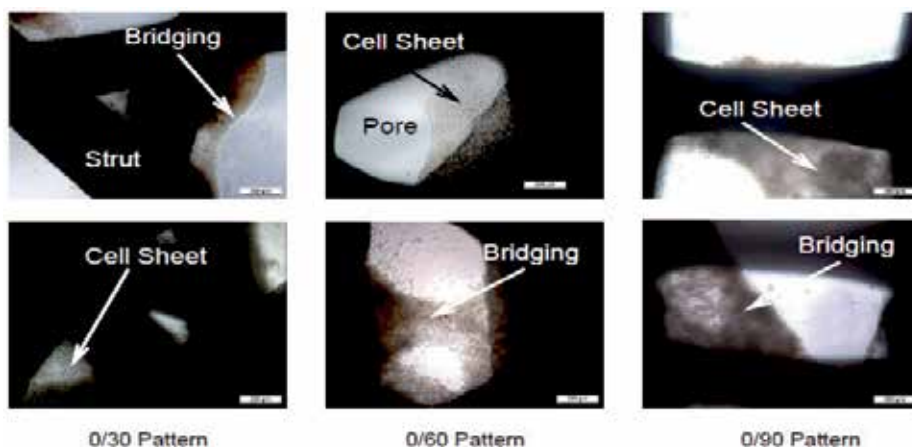 Bridging
Strut
Cell Sheet
Pore
Cell Sheet
Cell Sheet
Bridging
Bridging
0/30 Pattern
0/60 Pattern
0/90 Pattern